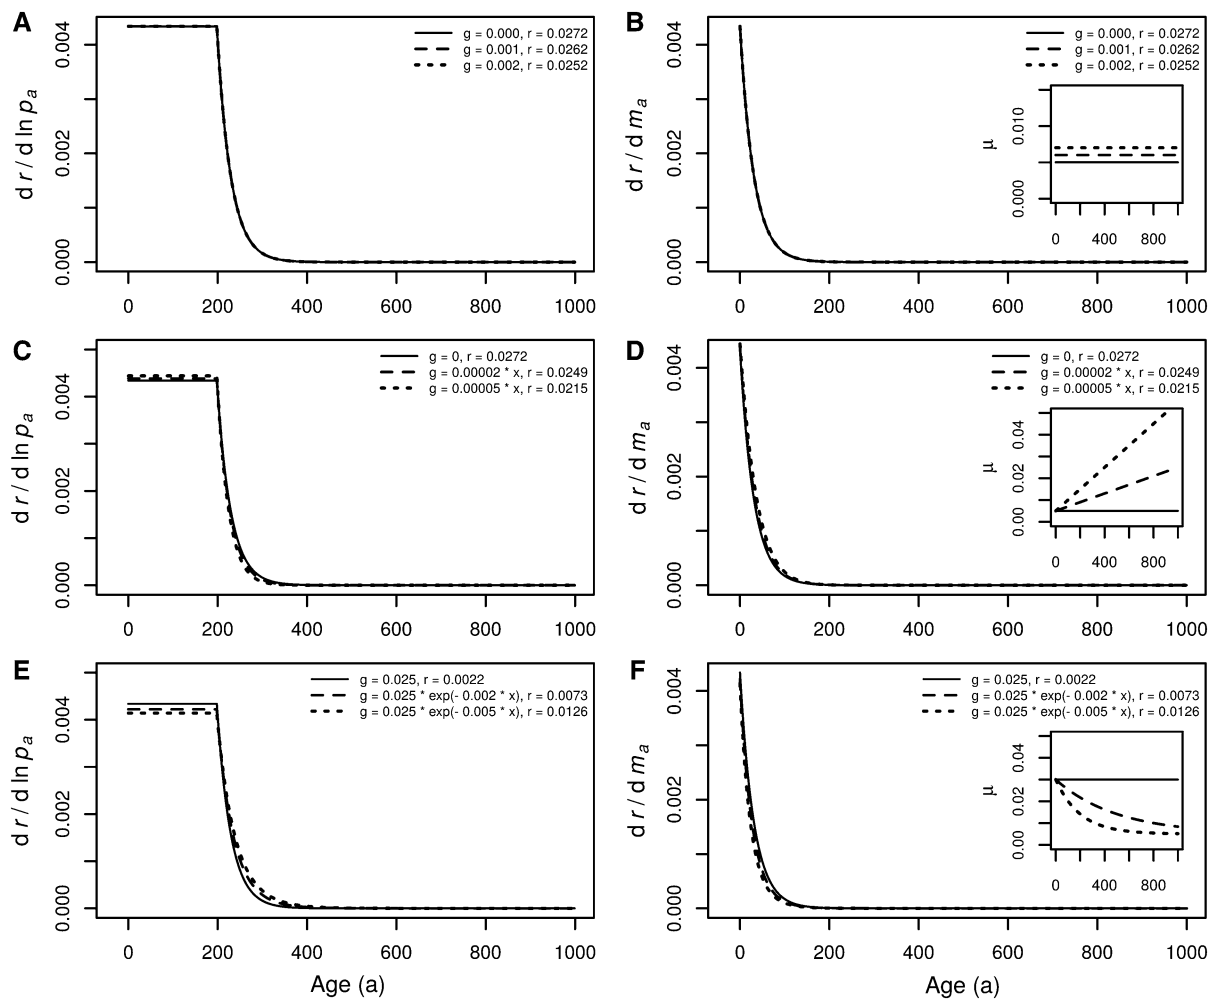 A
g = 0.000, r = 0.0272
g = 0.001, r = 0.0262
g = 0.002, r = 0.0252
d r / d ln pa
0.004
0.002
0.000
0 200 400 600 800 1000
B
g = 0.000, r = 0.0272
g = 0.001, r = 0.0262
g = 0.002, r = 0.0252
d r / d ma
0.004
0.002
0.000
0 200 400 600 800 1000
μ
0.010
0.000
0 400 800
C
g = 0, r = 0.0272
g = 0.00002 * x, r = 0.0249
g = 0.00005 * x, r = 0.0215
d r / d ln pa
0.004
0.002
0.000
0 200 400 600 800 1000
D
g = 0, r = 0.0272
g = 0.00002 * x, r = 0.0249
g = 0.00005 * x, r = 0.0215
d r / d ma
0.004
0.002
0.000
0 200 400 600 800 1000
μ
0.04
0.02
0.00
0 400 800
E
g = 0.025, r = 0.0022
g = 0.025 * exp(- 0.002 * x), r = 0.0073
g = 0.025 * exp(- 0.005 * x), r = 0.0126
d r / d ln pa
0.004
0.002
0.000
0 200 400 600 800 1000
Age (a)
F
g = 0.025, r = 0.0022
g = 0.025 * exp(- 0.002 * x), r = 0.0073
g = 0.025 * exp(- 0.005 * x), r = 0.0126
d r / d ma
0.004
0.002
0.000
0 200 400 600 800 1000
Age (a)
μ
0.04
0.02
0.00
0 400 800